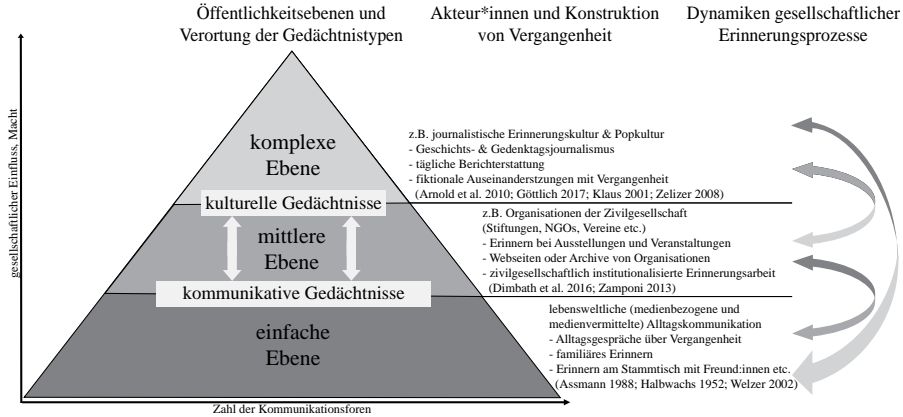 Öffentlichkeitsebenen und
Verortung der Gedächtnistypen
Akteur*innen und Konstruktion
von Vergangenheit
Dynamiken gesellschaftlicher
Erinnerungsprozesse
gesellschaftlicher Einfluss, Macht
komplexe
Ebene
z.B. journalistische Erinnerungskultur & Popkultur
- Geschichts- & Gedenktagsjournalismus
- tägliche Berichterstattung
- fiktionale Auseinanderstzungen mit Vergangenheit
(Arnold et al. 2010; Göttlich 2017; Klaus 2001; Zelizer 2008)
kulturelle Gedächtnisse
mittlere
Ebene
z.B. Organisationen der Zivilgesellschaft
(Stiftungen, NGOs, Vereine etc.)
- Erinnern bei Ausstellungen und Veranstaltungen
- Webseiten oder Archive von Organisationen
- zivilgesellschaftlich institutionalisierte Erinnerungsarbeit
(Dimbath et al. 2016; Zamponi 2013)
kommunikative Gedächtnisse
einfache
Ebene
lebensweltliche (medienbezogene und
medienvermittelte) Alltagskommunikation
- Alltagsgespräche über Vergangenheit
- familiäres Erinnern
- Erinnern am Stammtisch mit Freund:innen etc.
(Assmann 1988; Halbwachs 1952; Welzer 2002)
Zahl der Kommunikationsforen